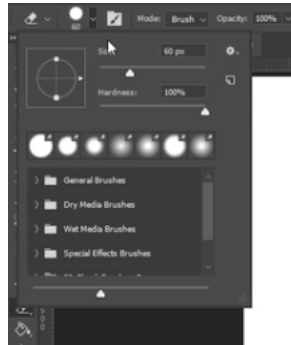 60 Mode: Brush Opacity: 100%
Size: 60 px
Hardness: 100%
General Brushes
Dry Media Brushes
Wet Media Brushes
Special Effects Brushes